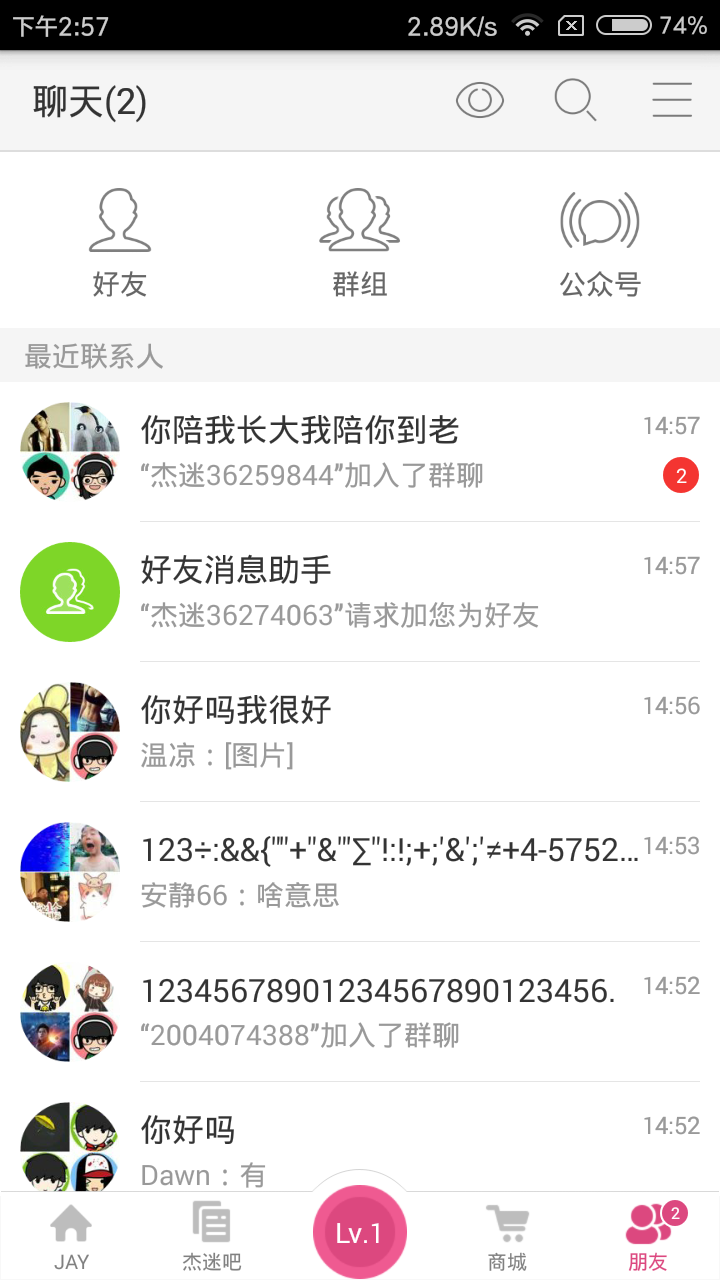 下午2:57 2.89K/s 74%
聊天(2)
好友 群组 公众号
最近联系人
你陪我长大我陪你到老 14:57
“杰迷36259844”加入了群聊 2
好友消息助手 14:57
“杰迷36274063”请求加您为好友
你好吗我很好 14:56
温凉：[图片]
123÷:&&{""'+"&'"∑"!:!;+;'&';'≠+4-5752... 14:53
安静66：啥意思
12345678901234567890123456. 14:52
“2004074388”加入了群聊
你好吗 14:52
Dawn：有
JAY 杰迷吧 Lv.1 商城 朋友 2